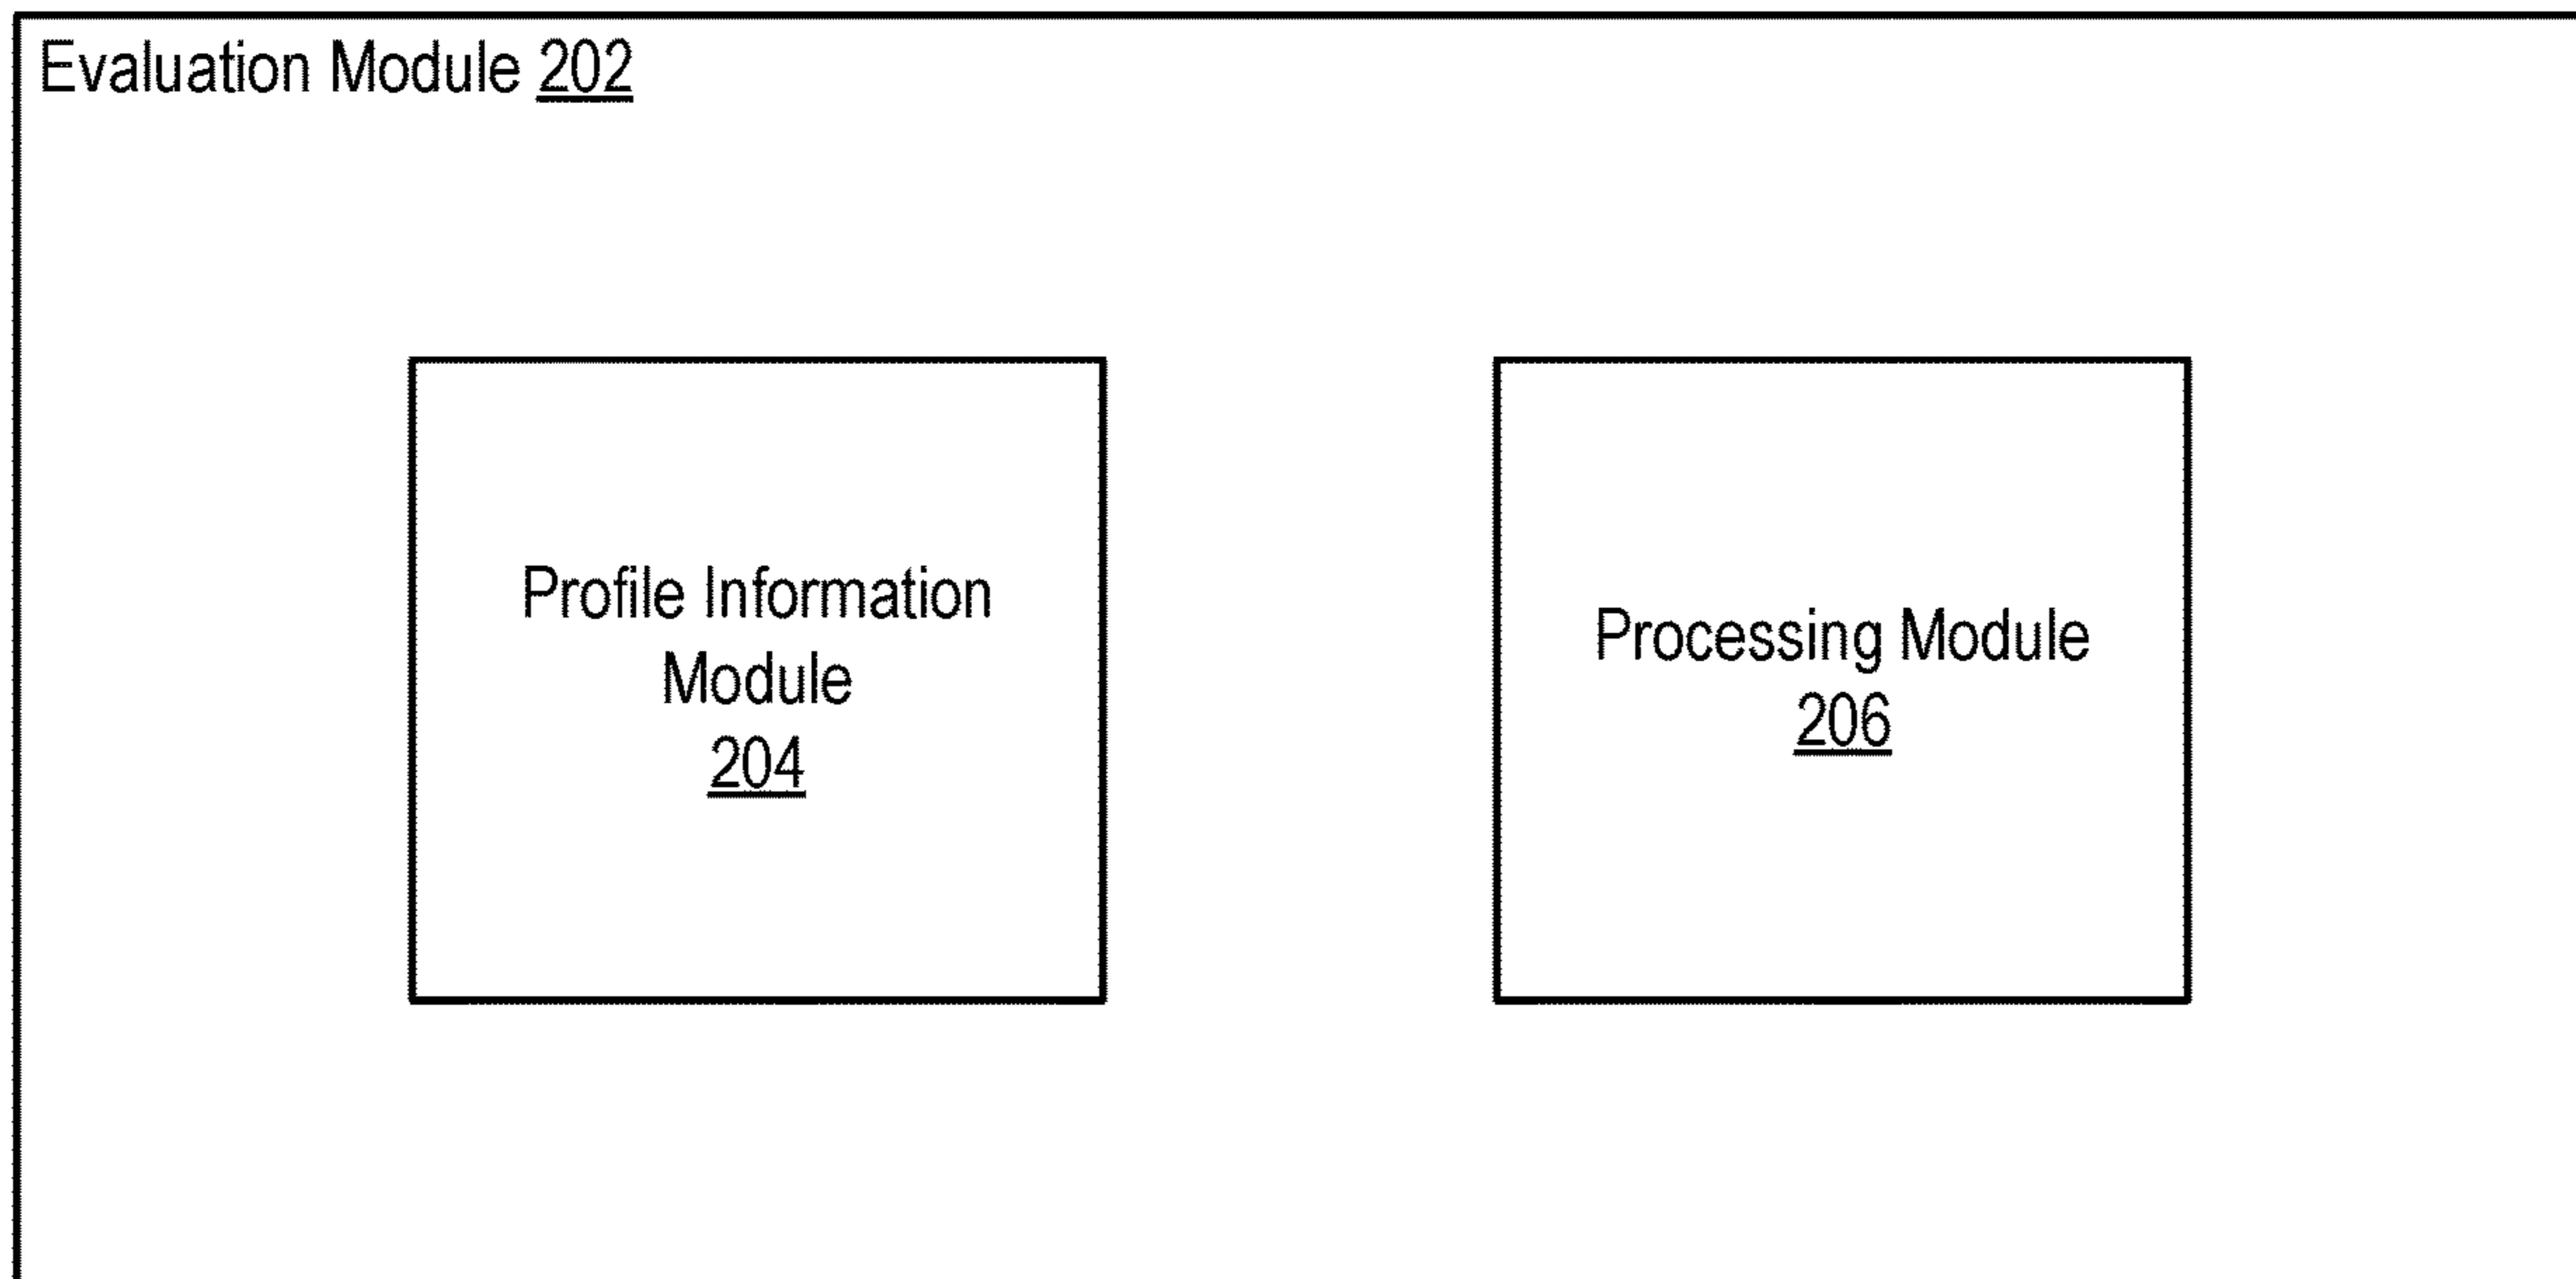 Evaluation Module 202
Profile Information
Module
204
Processing Module
206